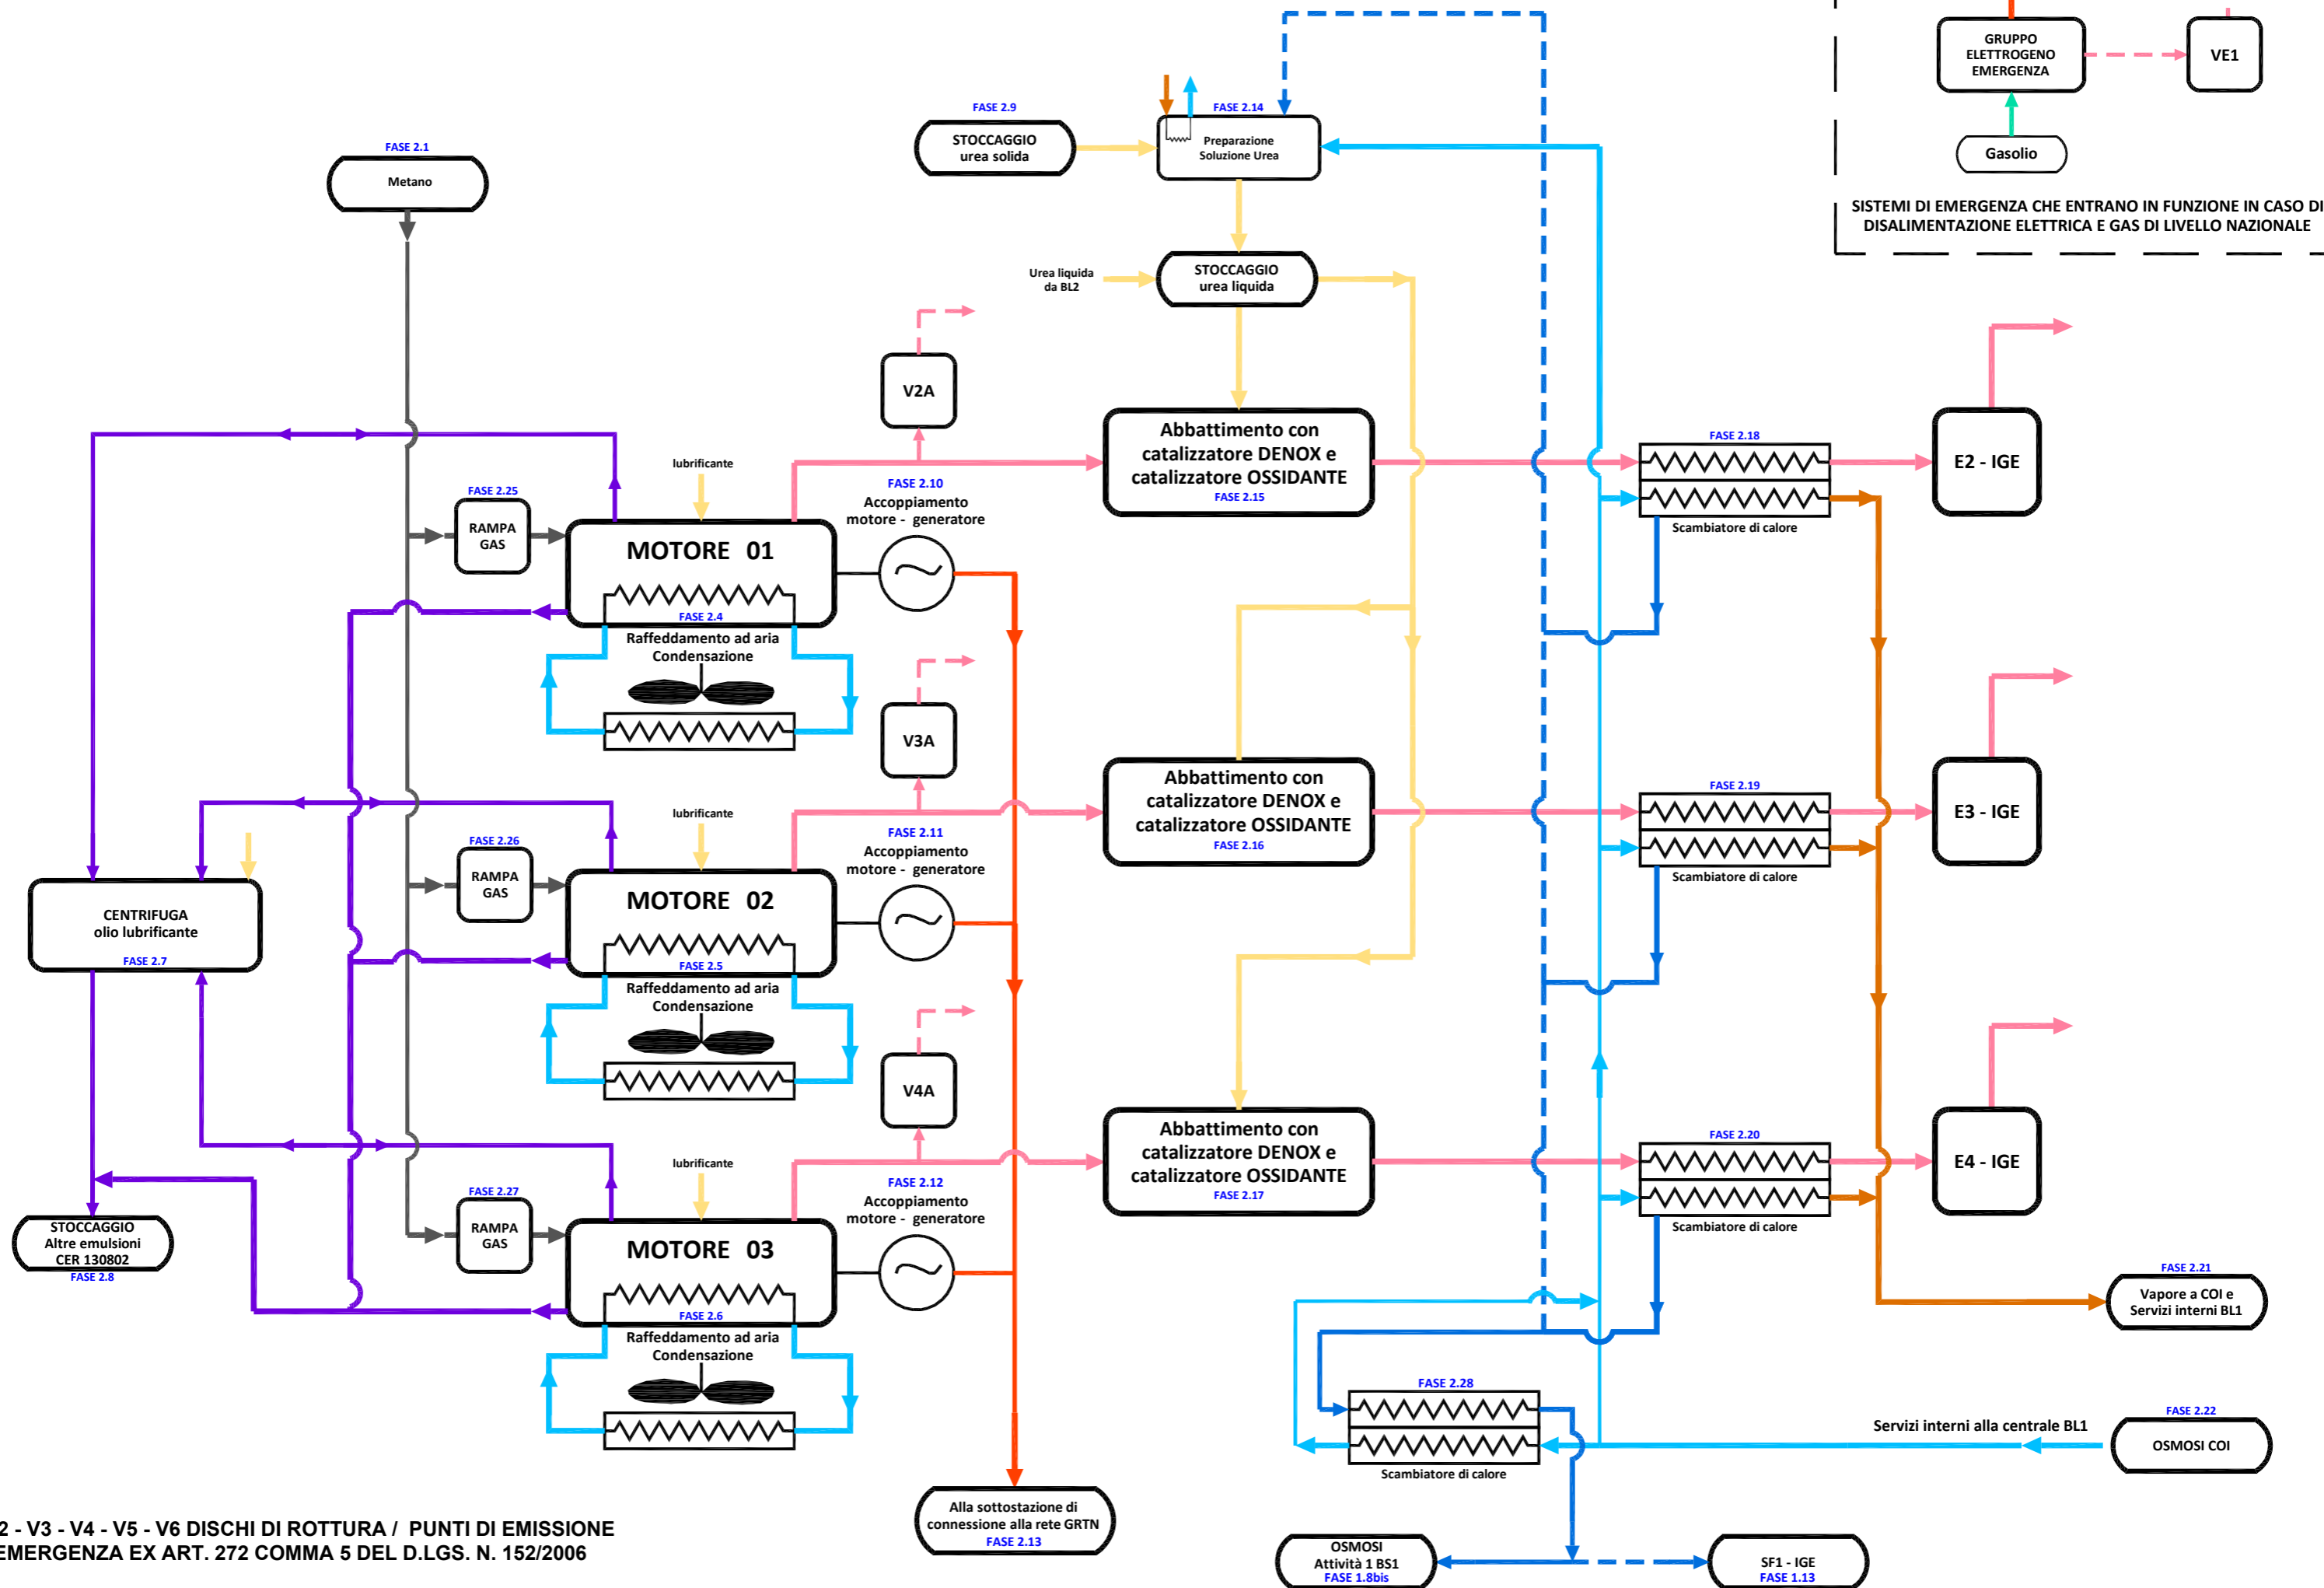 GRUPPO
ELETTROGENO
EMERGENZA
VE1
Gasolio
SISTEMI DI EMERGENZA CHE ENTRANO IN FUNZIONE IN CASO DI
DISALIMENTAZIONE ELETTRICA E GAS DI LIVELLO NAZIONALE
FASE 2.9
STOCCAGGIO
urea solida
FASE 2.14
Preparazione
Soluzione Urea
FASE 2.1
Metano
Urea liquida
da BL2
STOCCAGGIO
urea liquida
V2A
Abbattimento con
catalizzatore DENOX e
catalizzatore OSSIDANTE
FASE 2.15
FASE 2.18
Scambiatore di calore
E2 - IGE
lubrificante
FASE 2.25
RAMPA
GAS
MOTORE 01
FASE 2.4
Raffeddamento ad aria
Condensazione
FASE 2.10
Accoppiamento
motore - generatore
V3A
Abbattimento con
catalizzatore DENOX e
catalizzatore OSSIDANTE
FASE 2.16
FASE 2.19
Scambiatore di calore
E3 - IGE
lubrificante
FASE 2.26
RAMPA
GAS
MOTORE 02
FASE 2.5
Raffeddamento ad aria
Condensazione
FASE 2.11
Accoppiamento
motore - generatore
CENTRIFUGA
olio lubrificante
FASE 2.7
V4A
Abbattimento con
catalizzatore DENOX e
catalizzatore OSSIDANTE
FASE 2.17
FASE 2.20
Scambiatore di calore
E4 - IGE
lubrificante
FASE 2.27
RAMPA
GAS
MOTORE 03
FASE 2.6
Raffeddamento ad aria
Condensazione
FASE 2.12
Accoppiamento
motore - generatore
STOCCAGGIO
Altre emulsioni
CER 130802
FASE 2.8
FASE 2.21
Vapore a COI e
Servizi interni BL1
FASE 2.28
Scambiatore di calore
Servizi interni alla centrale BL1
FASE 2.22
OSMOSI COI
Alla sottostazione di
connessione alla rete GRTN
FASE 2.13
OSMOSI
Attività 1 BS1
FASE 1.8bis
SF1 - IGE
FASE 1.13
2 - V3 - V4 - V5 - V6 DISCHI DI ROTTURA / PUNTI DI EMISSIONE
EMERGENZA EX ART. 272 COMMA 5 DEL D.LGS. N. 152/2006